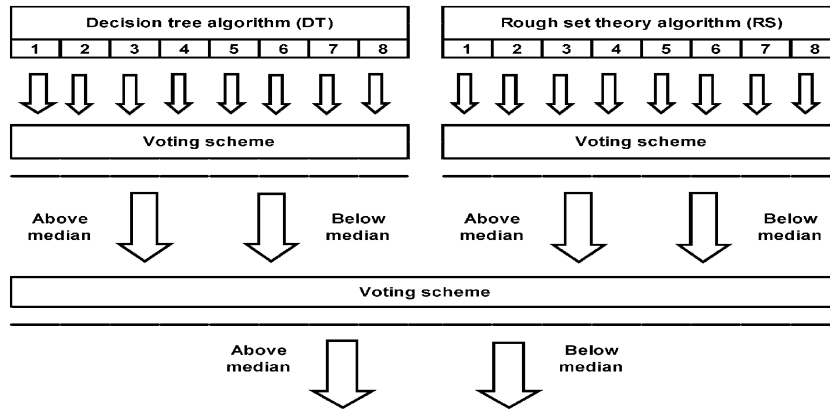 Decision tree algorithm (DT)
1 2 3 4 5 6 7 8
Rough set theory algorithm (RS)
1 2 3 4 5 6 7 8
Voting scheme
Voting scheme
Above
median
Below
median
Above
median
Below
median
Voting scheme
Above
median
Below
median